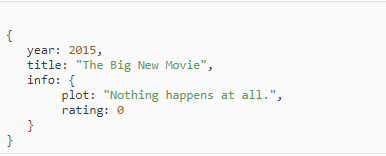 {
   year: 2015,
   title: "The Big New Movie",
   info: {
        plot: "Nothing happens at all.",
        rating: 0
   }
}